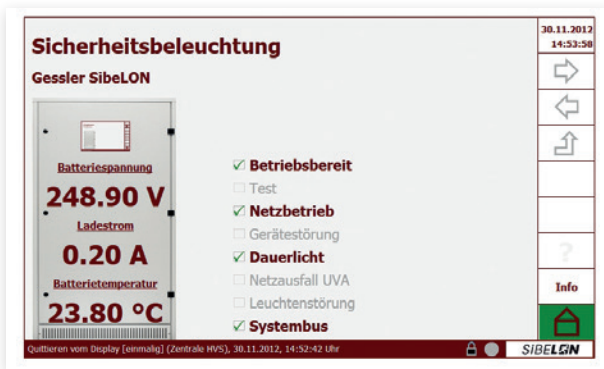 Sicherheitsbeleuchtung
Gessler SibeLON
30.11.2012
14:53:50
Batteriespannung
248.90 V
Ladestrom
0.20 A
Batterietemperatur
23.80 °C
Betriebsbereit
Test
Netzbetrieb
Gerätestörung
Dauerlicht
Netzausfall UVA
Leuchtenstörung
Systembus
?
Info
Quittieren vom Display [einmalig] (Zentrale HVS), 30.11.2012, 14:52:42 Uhr
SIBELON